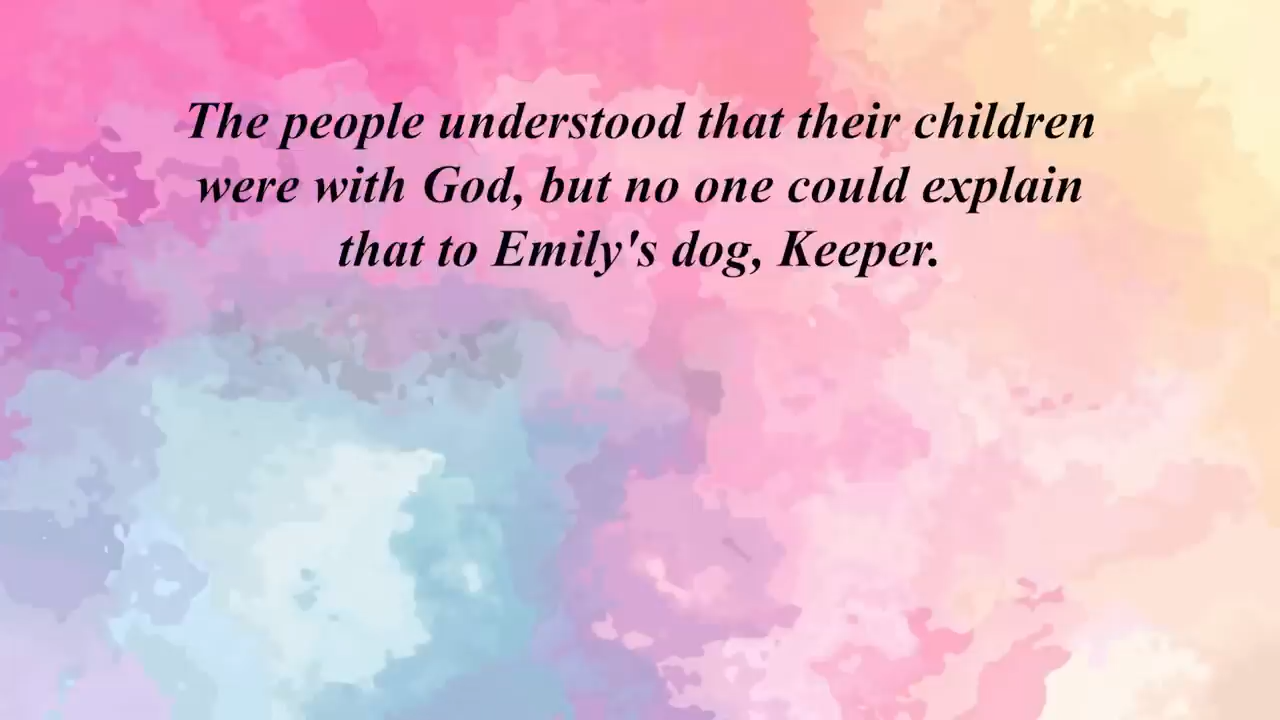 The people understood that their children
were with God, but no one could explain
that to Emily's dog, Keeper.